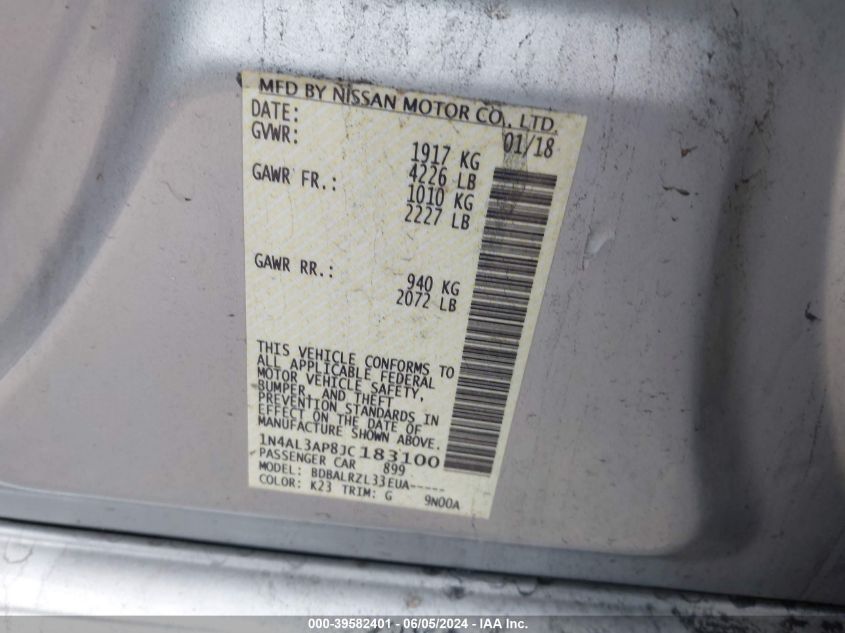 MFD BY NISSAN MOTOR CO., LTD.
DATE: 01/18
GVWR: 1917 KG
4226 LB
GAWR FR.: 1010 KG
2227 LB
GAWR RR.: 940 KG
2072 LB
THIS VEHICLE CONFORMS TO
ALL APPLICABLE FEDERAL
MOTOR VEHICLE SAFETY,
BUMPER, AND THEFT
PREVENTION STANDARDS IN
EFFECT ON THE DATE OF
MANUFACTURE SHOWN ABOVE.
1N4AL3AP8JC183100
PASSENGER CAR 899
MODEL: BDBALRZL33EUA-----
COLOR: K23 TRIM: G 9N00A
000-39582401 - 06/05/2024 - IAA Inc.